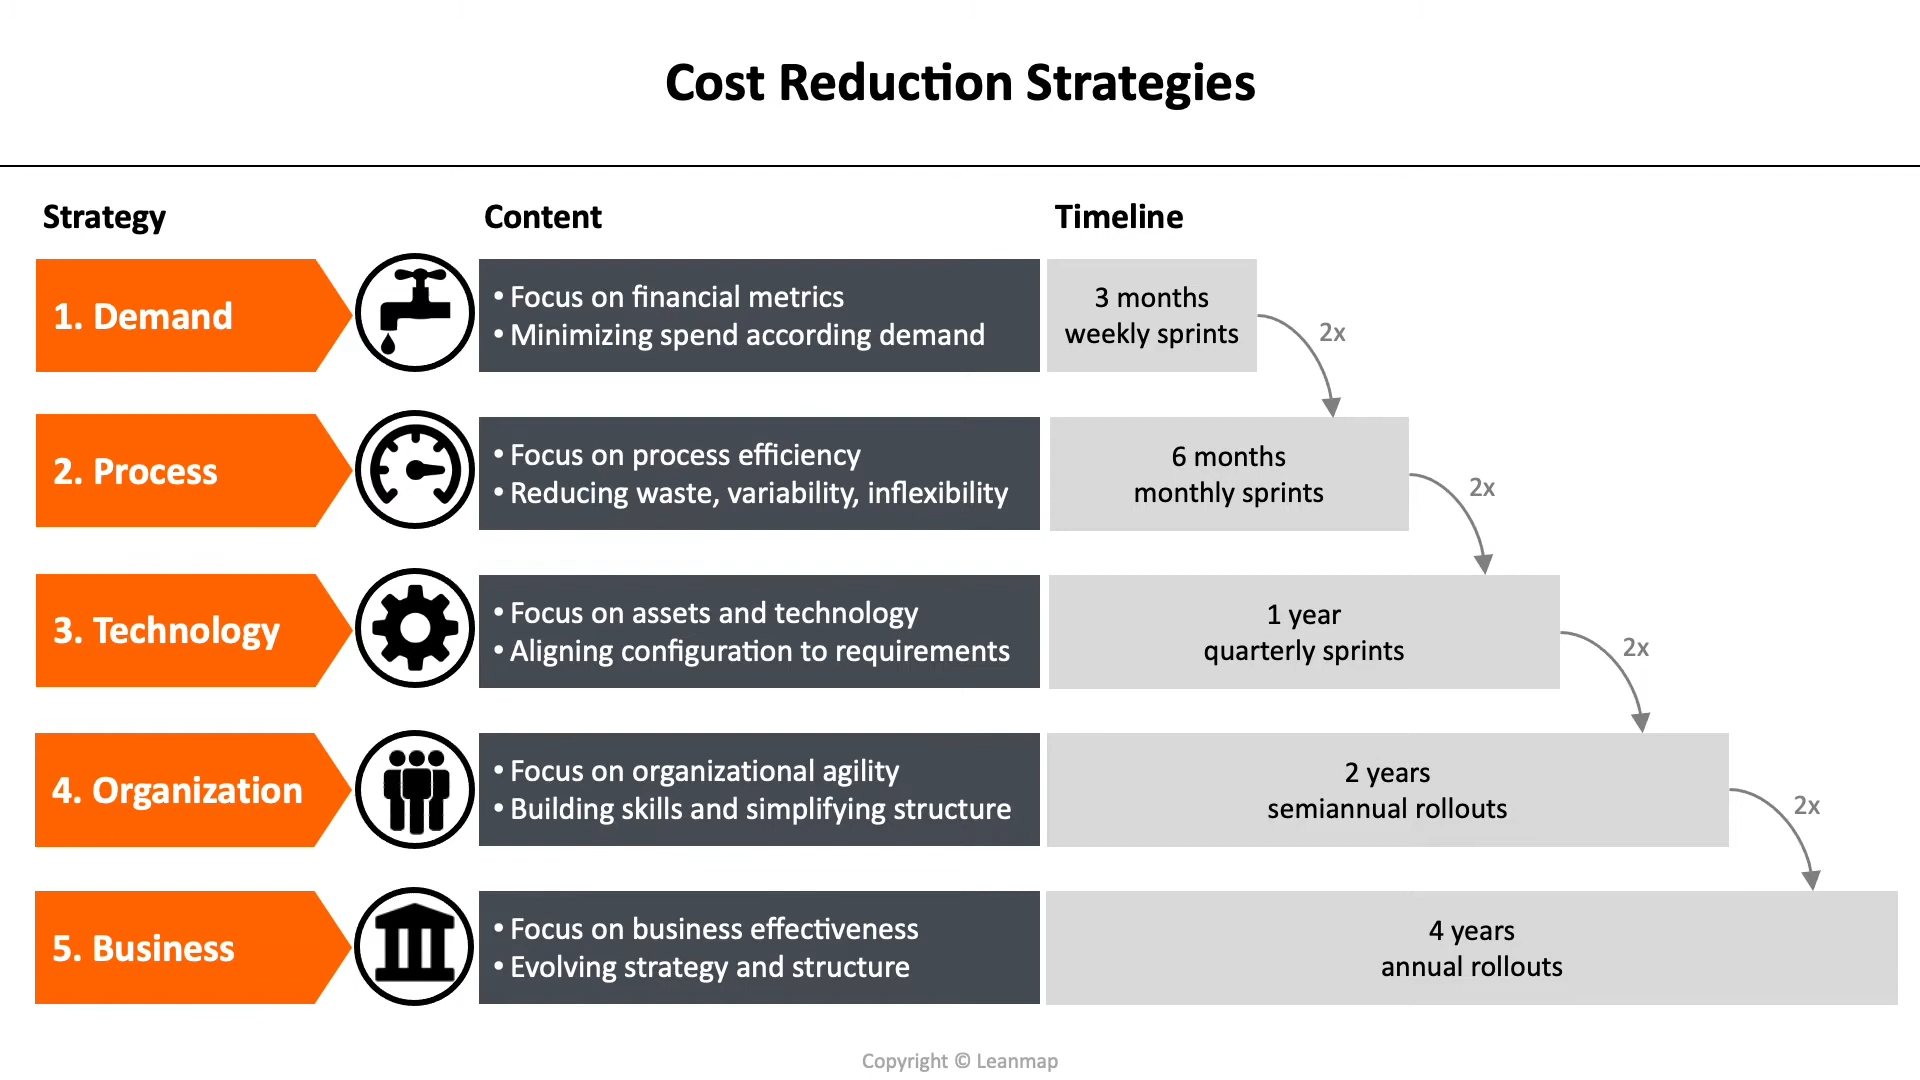 Cost Reduction Strategies
Strategy
Content
Timeline
1. Demand
• Focus on financial metrics
• Minimizing spend according demand
3 months
weekly sprints
2x
2. Process
• Focus on process efficiency
• Reducing waste, variability, inflexibility
6 months
monthly sprints
2x
3. Technology
• Focus on assets and technology
• Aligning configuration to requirements
1 year
quarterly sprints
2x
4. Organization
• Focus on organizational agility
• Building skills and simplifying structure
2 years
semiannual rollouts
2x
5. Business
• Focus on business effectiveness
• Evolving strategy and structure
4 years
annual rollouts
Copyright © Leanmap